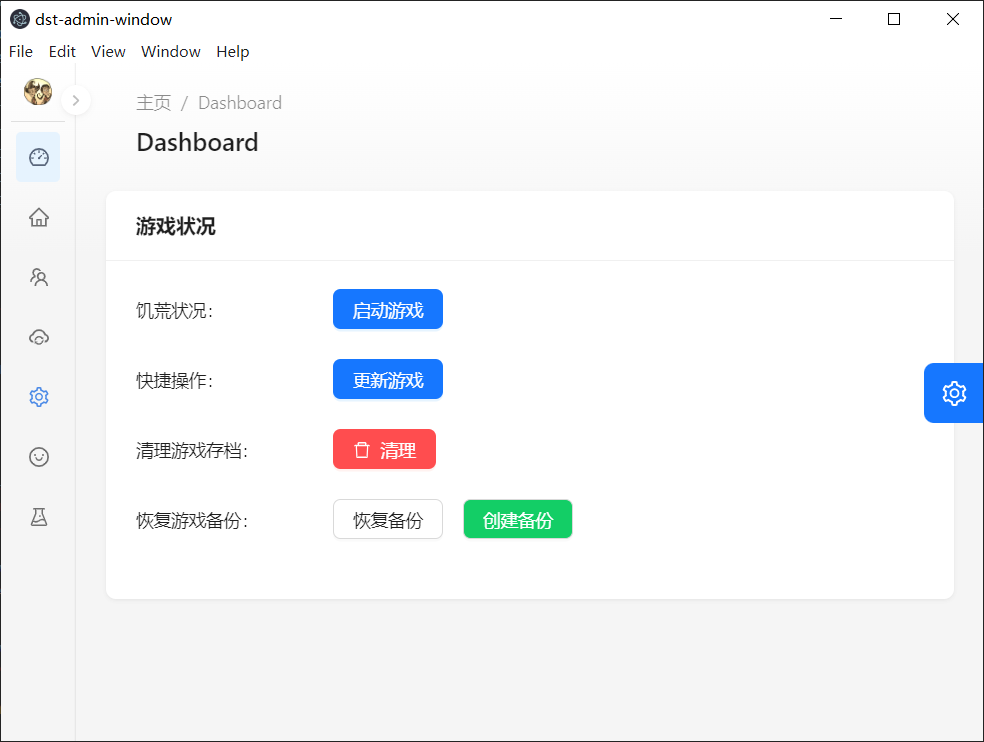 dst-admin-window
File Edit View Window Help
主页 / Dashboard
Dashboard
游戏状况
饥荒状况: 启动游戏
快捷操作: 更新游戏
清理游戏存档: 清理
恢复游戏备份: 恢复备份 创建备份